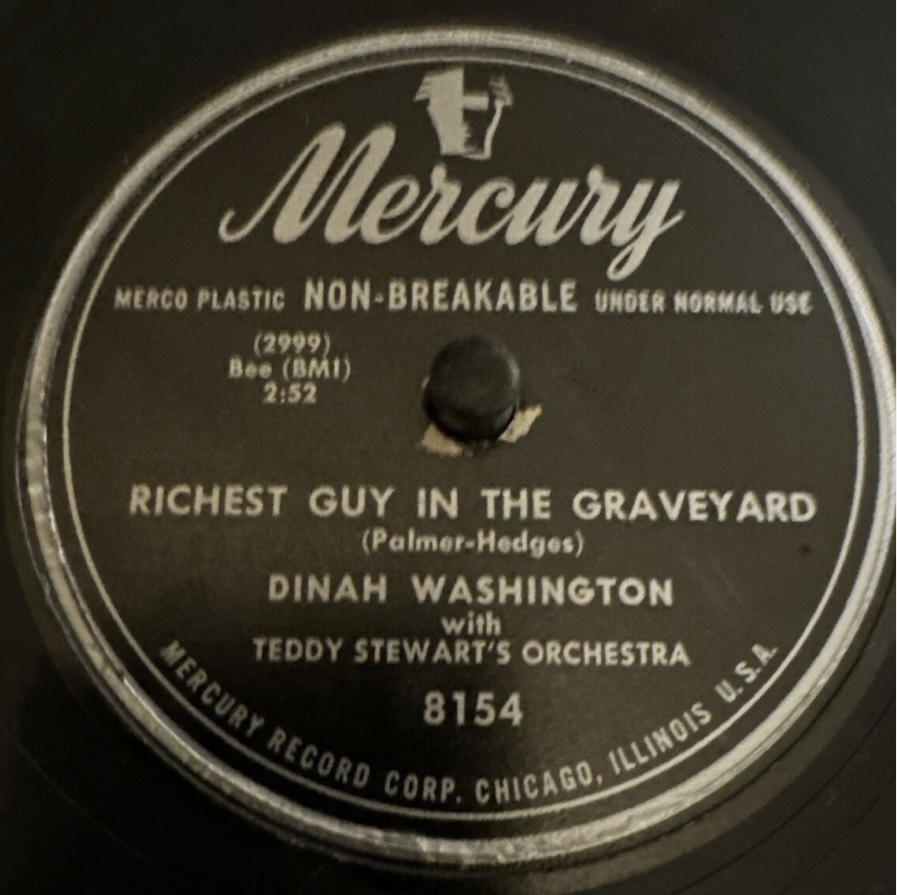 Mercury
MERCO PLASTIC NON-BREAKABLE UNDER NORMAL USE
(2999)
Bee (BMI)
2:52
RICHEST GUY IN THE GRAVEYARD
(Palmer-Hedges)
DINAH WASHINGTON
with
TEDDY STEWART'S ORCHESTRA
8154
MERCURY RECORD CORP. CHICAGO, ILLINOIS U.S.A.